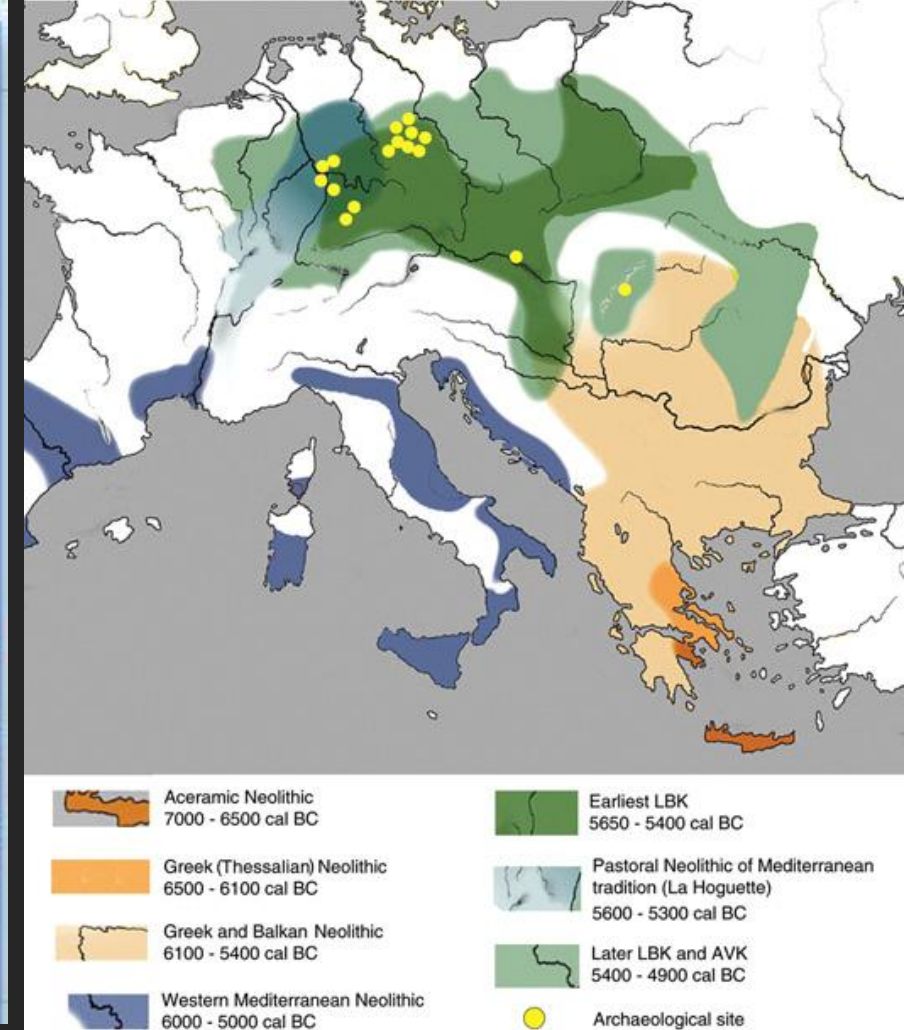 Aceramic Neolithic
7000 - 6500 cal BC
Greek (Thessalian) Neolithic
6500 - 6100 cal BC
Greek and Balkan Neolithic
6100 - 5400 cal BC
Western Mediterranean Neolithic
6000 - 5000 cal BC
Earliest LBK
5650 - 5400 cal BC
Pastoral Neolithic of Mediterranean
tradition (La Hoguette)
5600 - 5300 cal BC
Later LBK and AVK
5400 - 4900 cal BC
Archaeological site